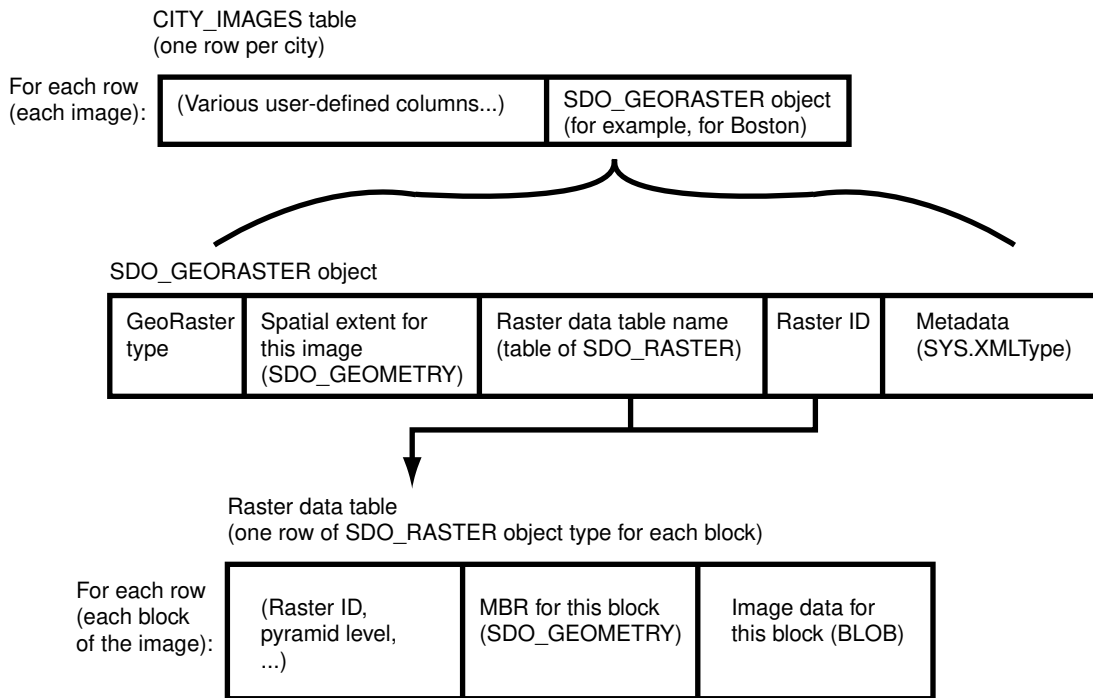 CITY_IMAGES table
(one row per city)
For each row
(each image):
(Various user-defined columns...)
SDO_GEORASTER object
(for example, for Boston)
SDO_GEORASTER object
GeoRaster
type
Spatial extent for
this image
(SDO_GEOMETRY)
Raster data table name
(table of SDO_RASTER)
Raster ID
Metadata
(SYS.XMLType)
Raster data table
(one row of SDO_RASTER object type for each block)
For each row
(each block
of the image):
(Raster ID,
pyramid level,
...)
MBR for this block
(SDO_GEOMETRY)
Image data for
this block (BLOB)